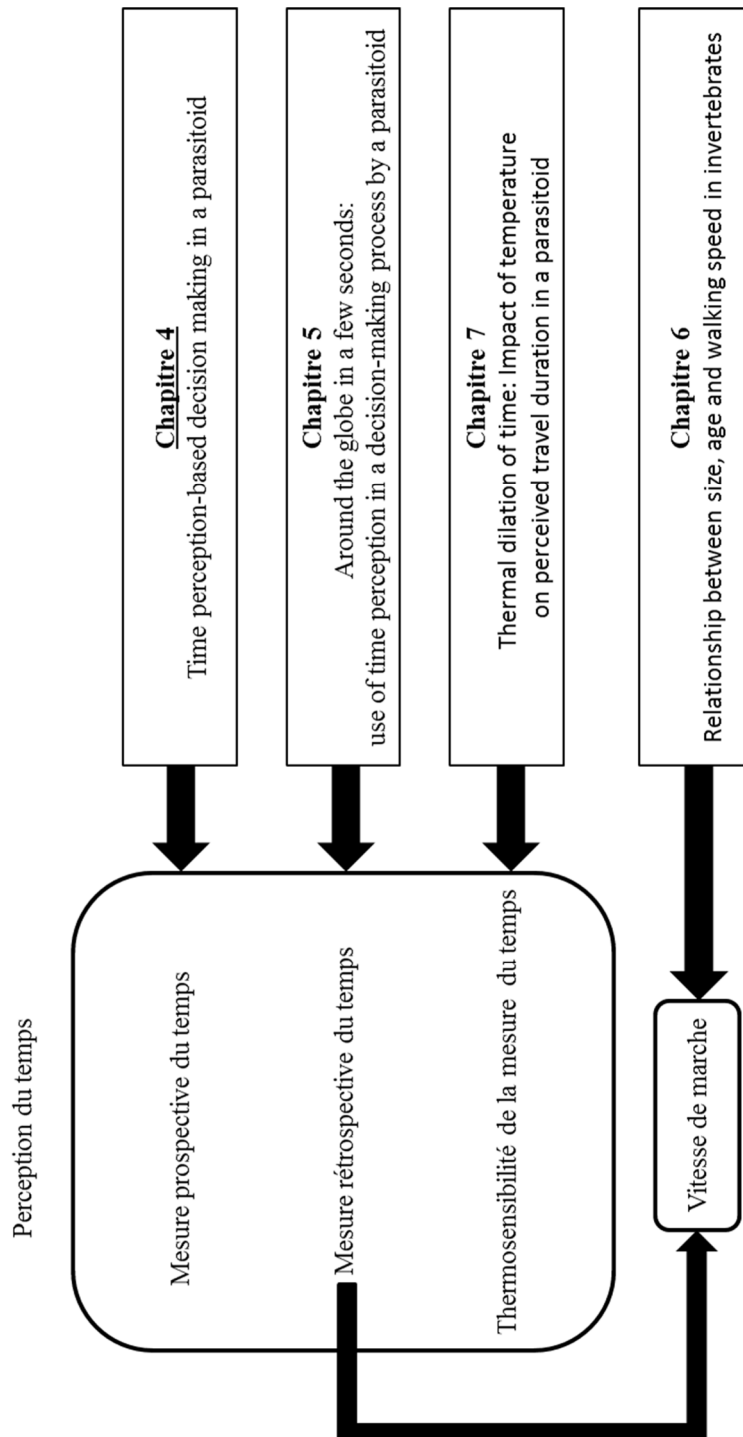 Perception du temps
Mesure prospective du temps
Mesure rétrospective du temps
Thermosensibilité de la mesure du temps
Vitesse de marche
Chapitre 4
Time perception-based decision making in a parasitoid
Chapitre 5
Around the globe in a few seconds:
use of time perception in a decision-making process by a parasitoid
Chapitre 7
Thermal dilation of time: Impact of temperature
on perceived travel duration in a parasitoid
Chapitre 6
Relationship between size, age and walking speed in invertebrates